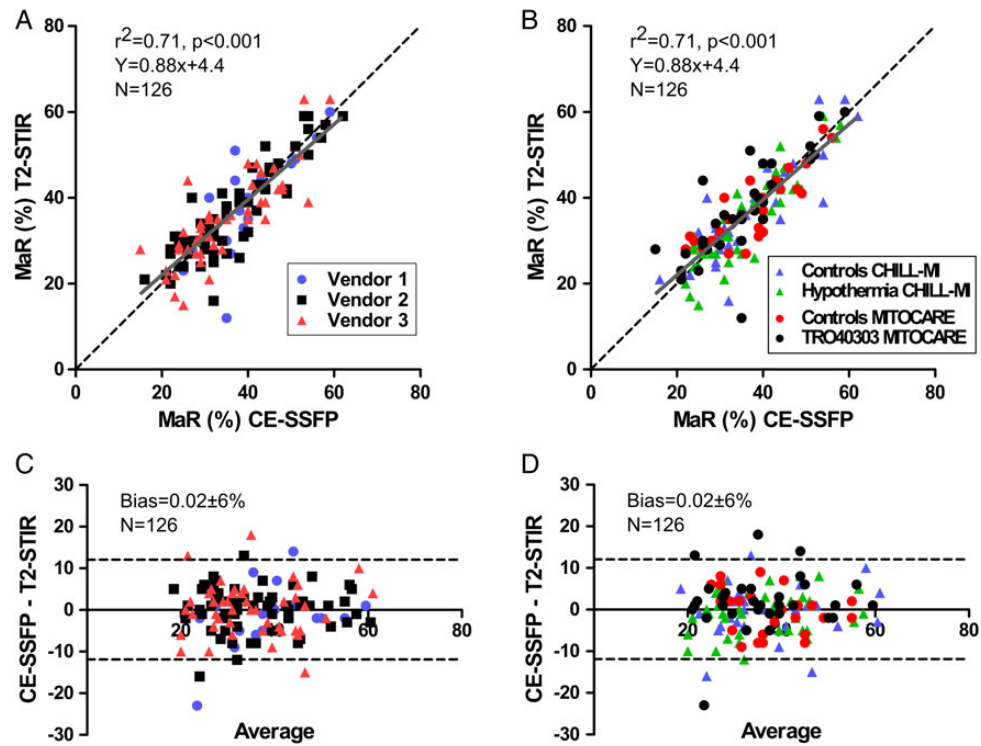 A
80
60
40
20
0
MaR (%) T2-STIR
r2=0.71, p<0.001
Y=0.88x+4.4
N=126
Vendor 1
Vendor 2
Vendor 3
0 20 40 60 80
MaR (%) CE-SSFP
B
80
60
40
20
0
MaR (%) T2-STIR
r2=0.71, p<0.001
Y=0.88x+4.4
N=126
Controls CHILL-MI
Hypothermia CHILL-MI
Controls MITOCARE
TRO40303 MITOCARE
0 20 40 60 80
MaR (%) CE-SSFP
C
30
20
10
0
-10
-20
-30
CE-SSFP - T2-STIR
Bias=0.02±6%
N=126
20 60 80
Average
D
30
20
10
0
-10
-20
-30
CE-SSFP - T2-STIR
Bias=0.02±6%
N=126
20 60 80
Average